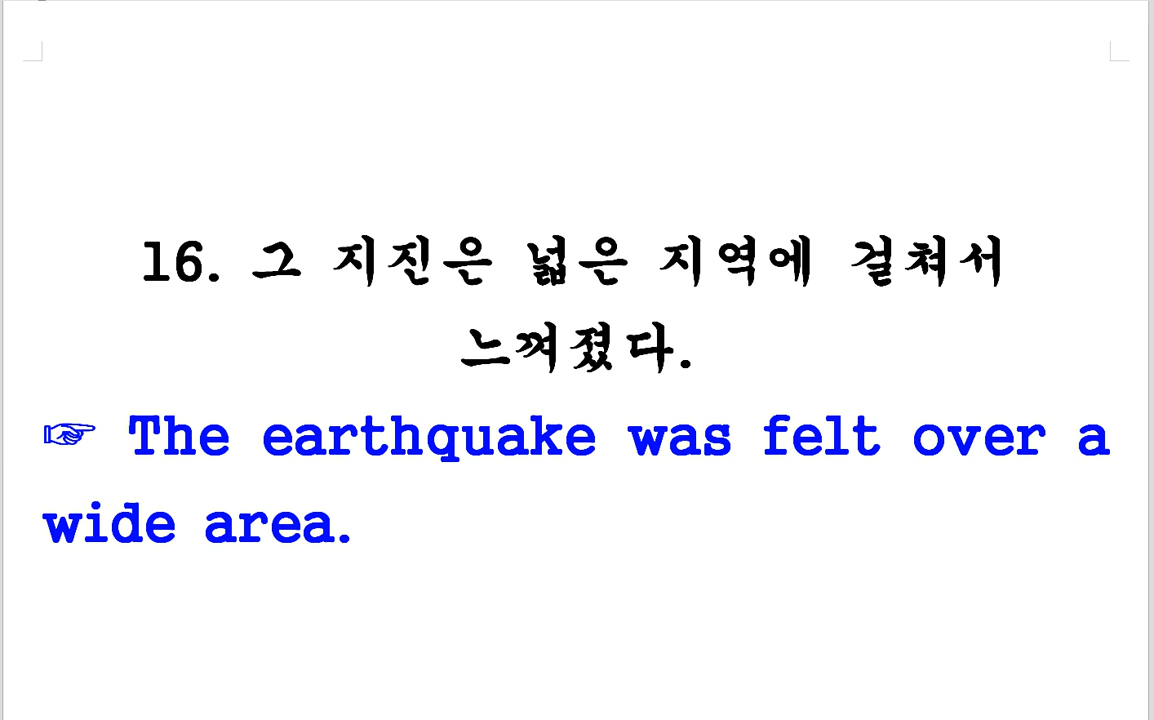 16. 그 지진은 넓은 지역에 걸쳐서
느껴졌다.
☞ The earthquake was felt over a
wide area.